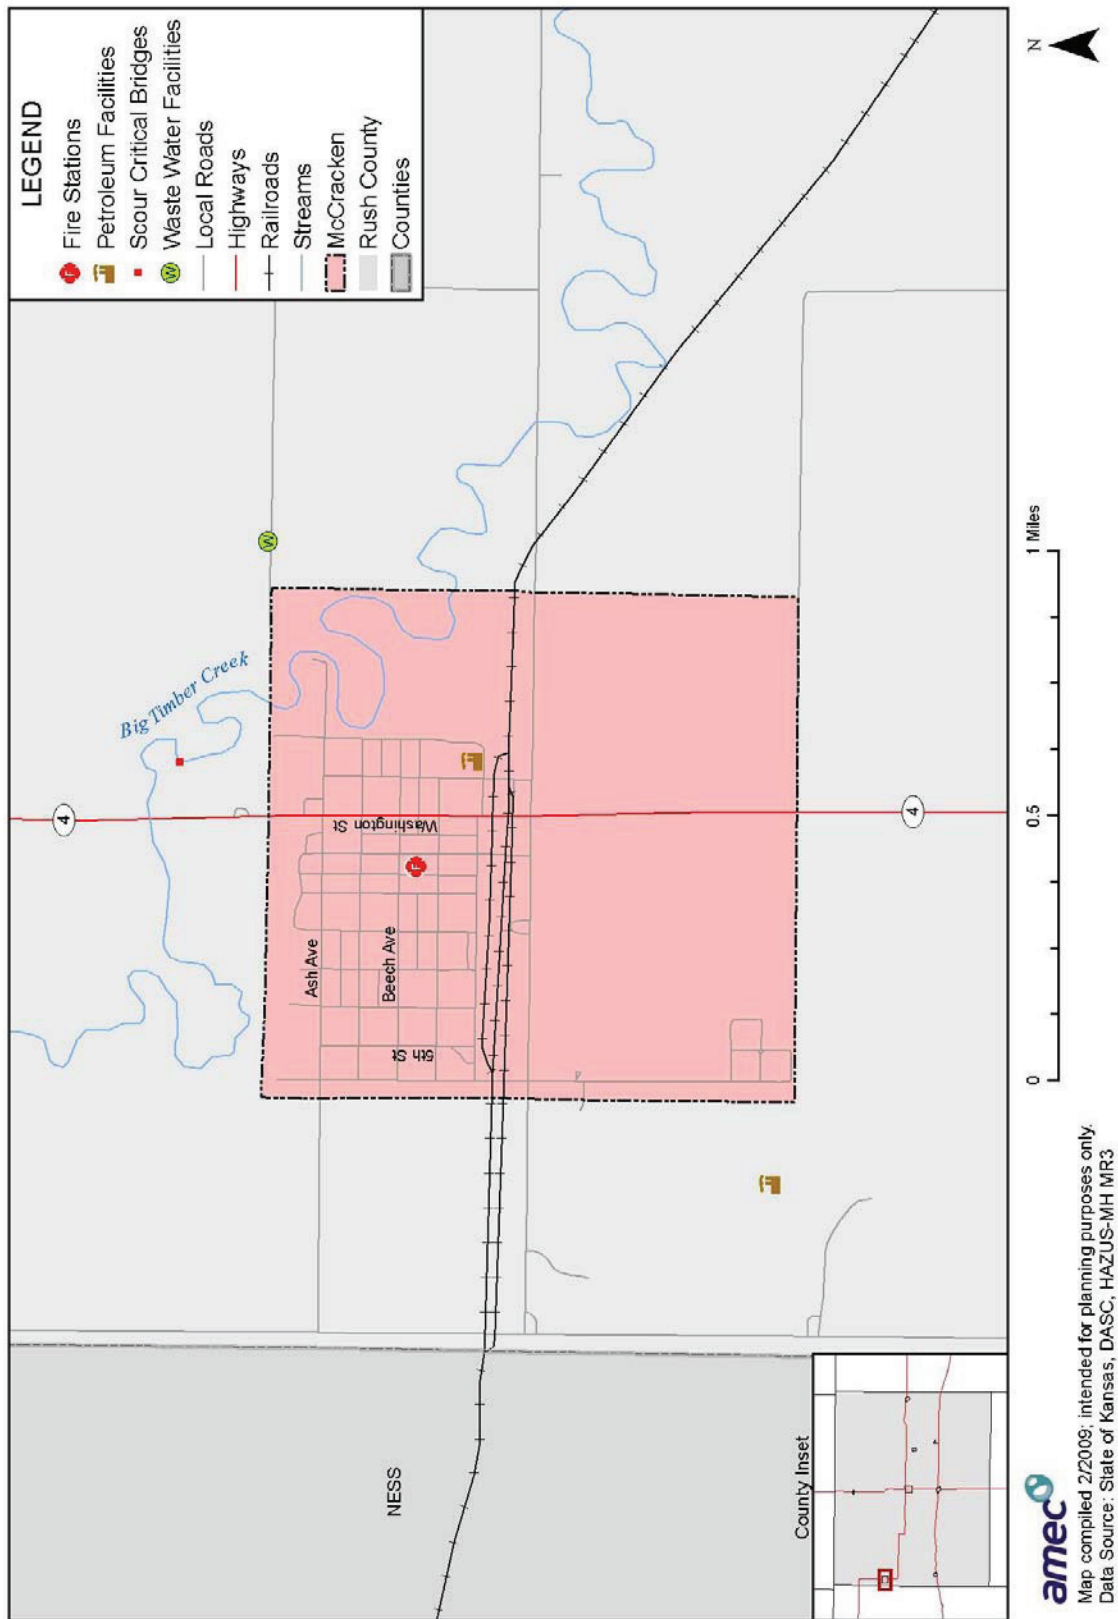 LEGEND
Fire Stations
Petroleum Facilities
Scour Critical Bridges
Waste Water Facilities
Local Roads
Highways
Railroads
Streams
McCracken
Rush County
Counties
4
Big Timber Creek
W
Ash Ave
Beech Ave
Washington St
5th St
F
NESS
4
County Inset
N
0
0.5
1 Miles
amec
Map compiled 2/2009; intended for planning purposes only.
Data Source: State of Kansas, DASC, HAZUS-MH MR3